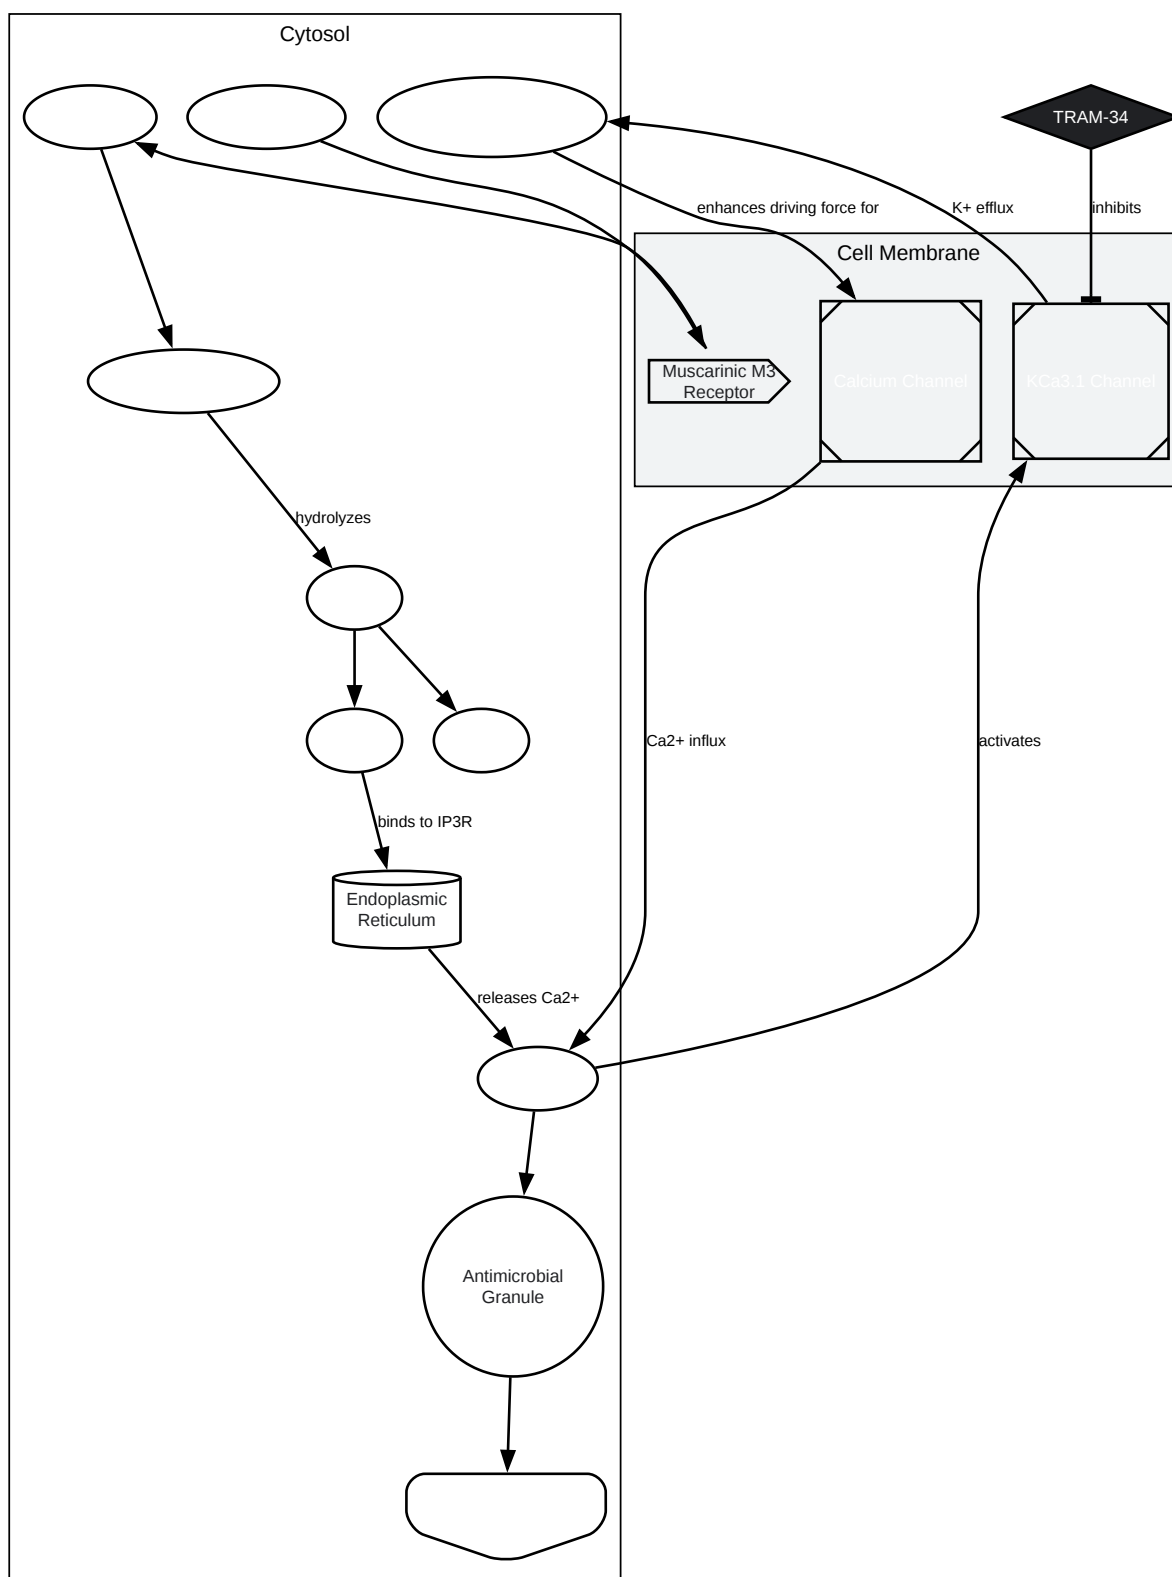 Cytosol
TRAM-34
enhances driving force for
K+ efflux
inhibits
Cell Membrane
Muscarinic M3
Receptor
Calcium Channel
KCa3.1 Channel
hydrolyzes
Ca2+ influx
activates
binds to IP3R
Endoplasmic
Reticulum
releases Ca2+
Antimicrobial
Granule